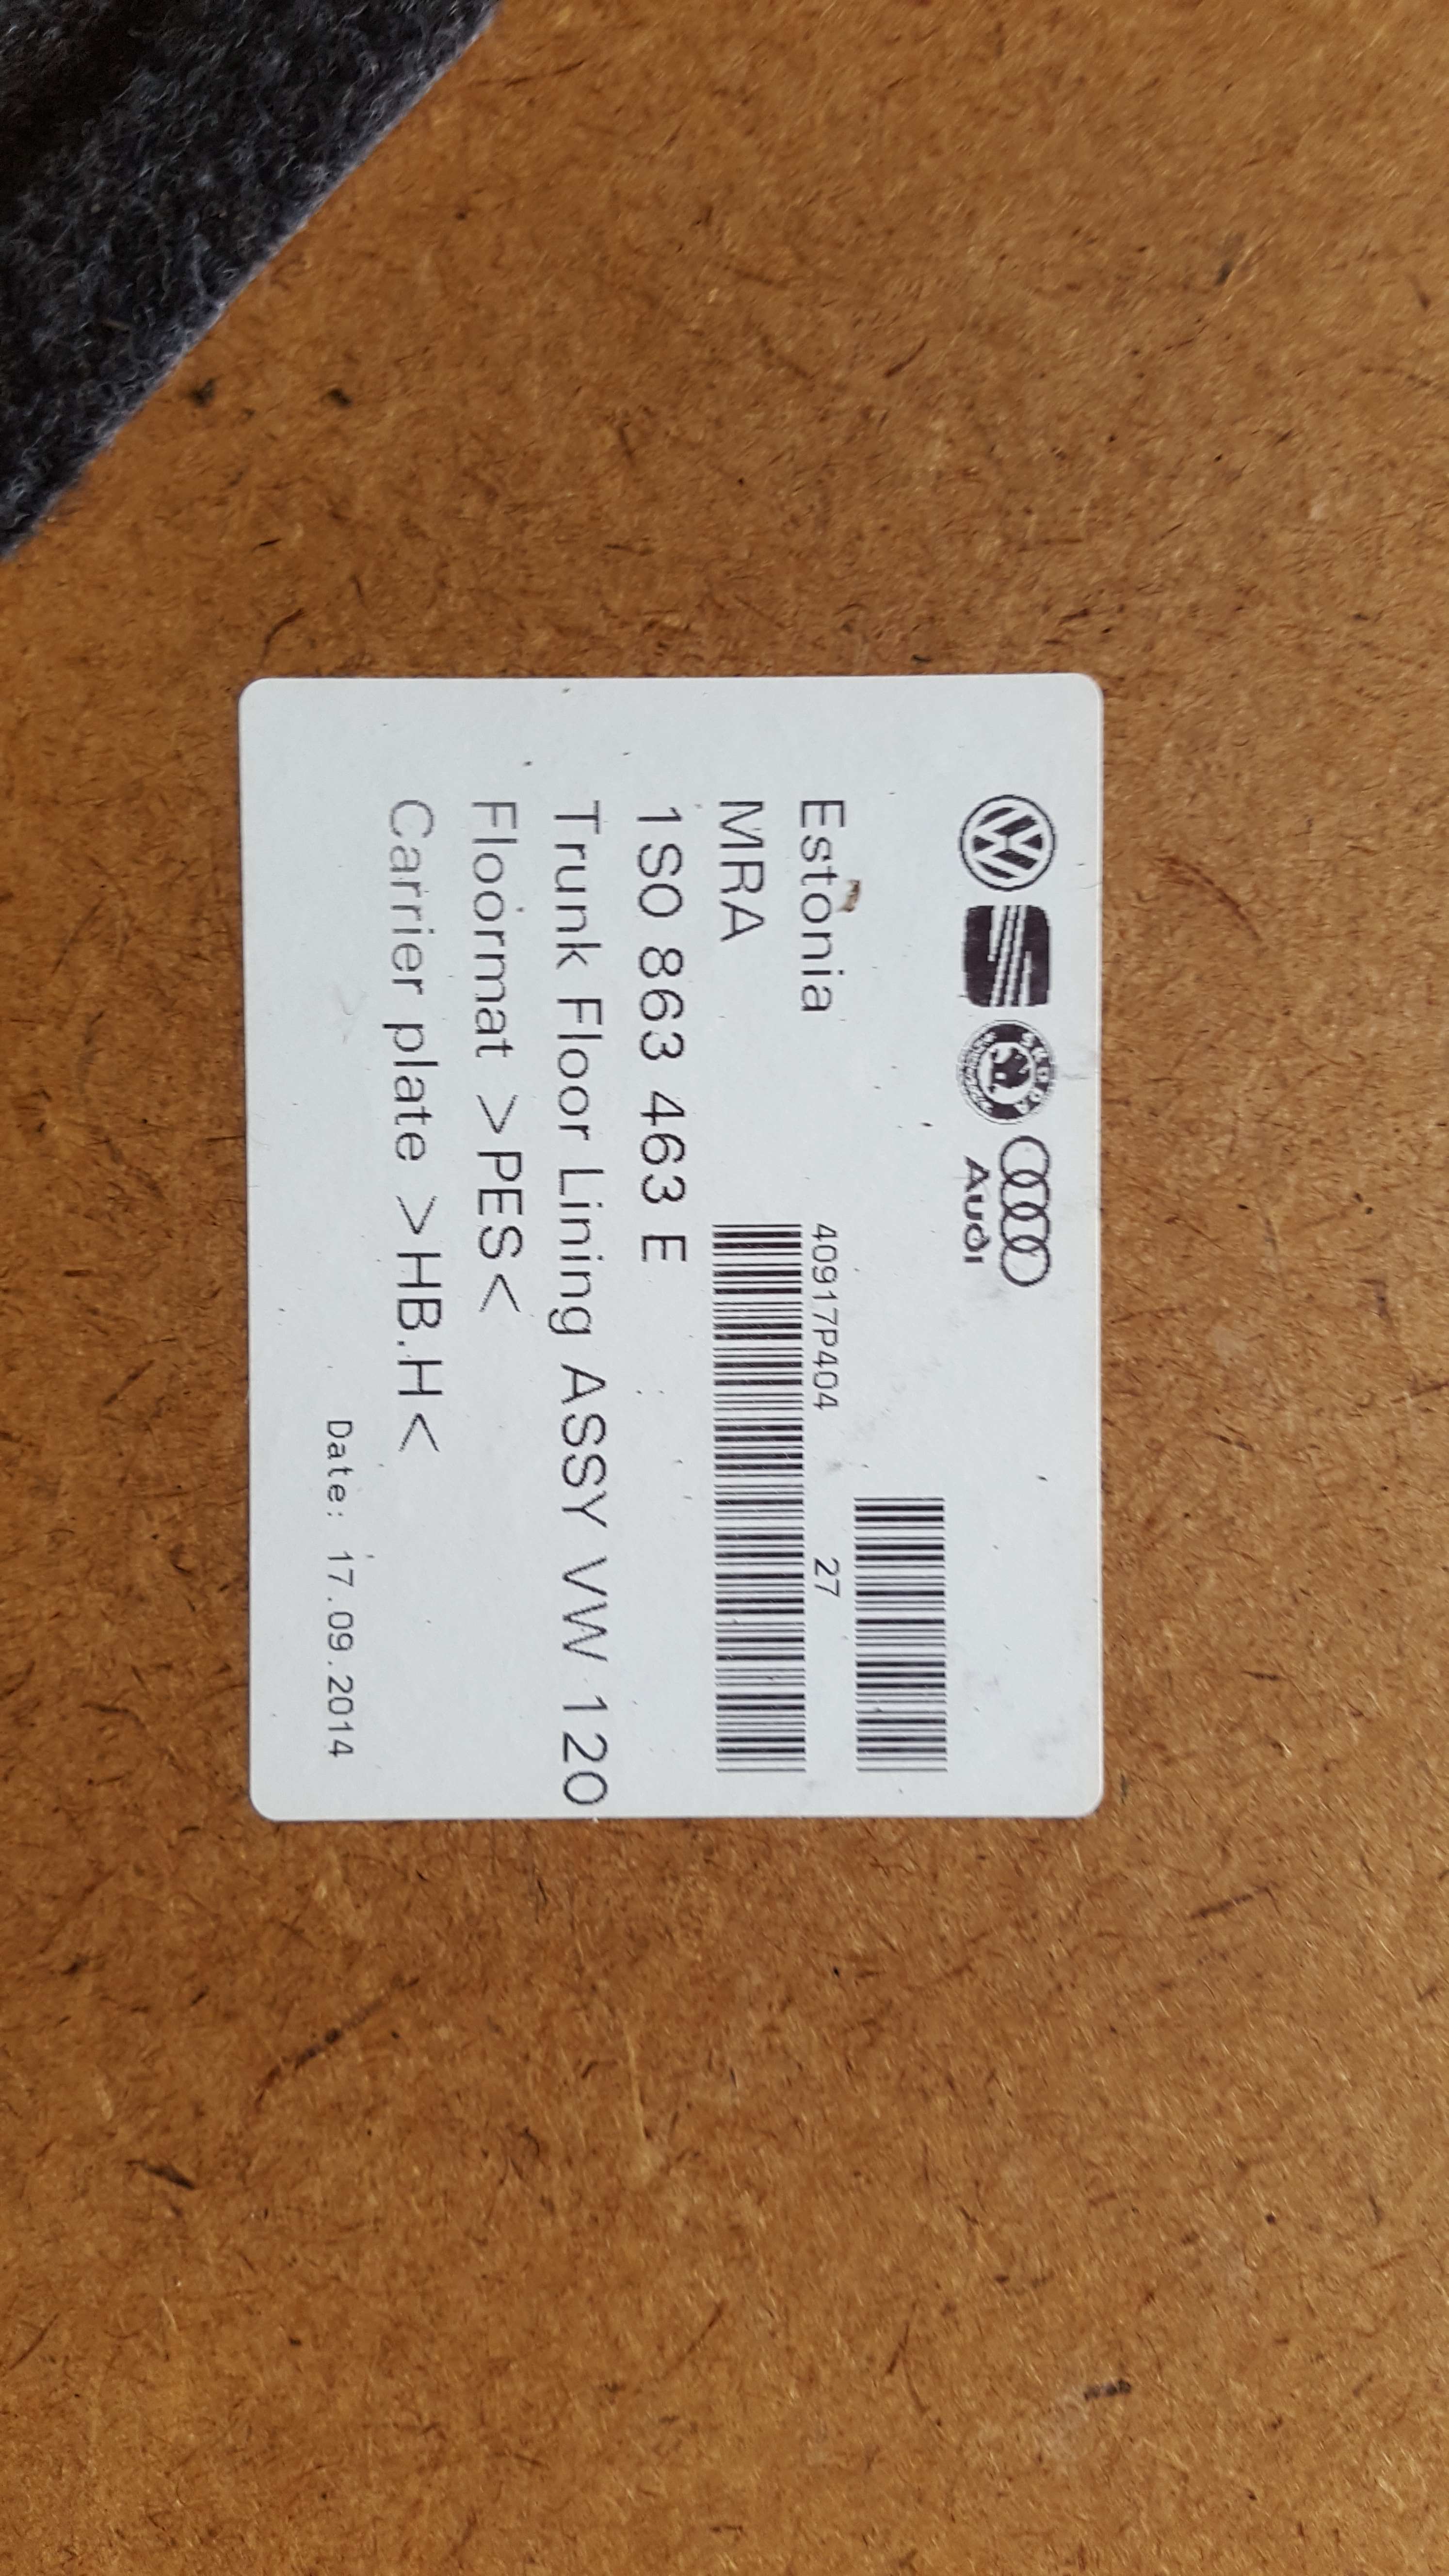 Audi
40917P404 27
Estonia
MRA
1S0 863 463 E
Trunk Floor Lining ASSY VW 120
Floormat >PES<
Carrier plate >HB.H<
Date: 17.09.2014